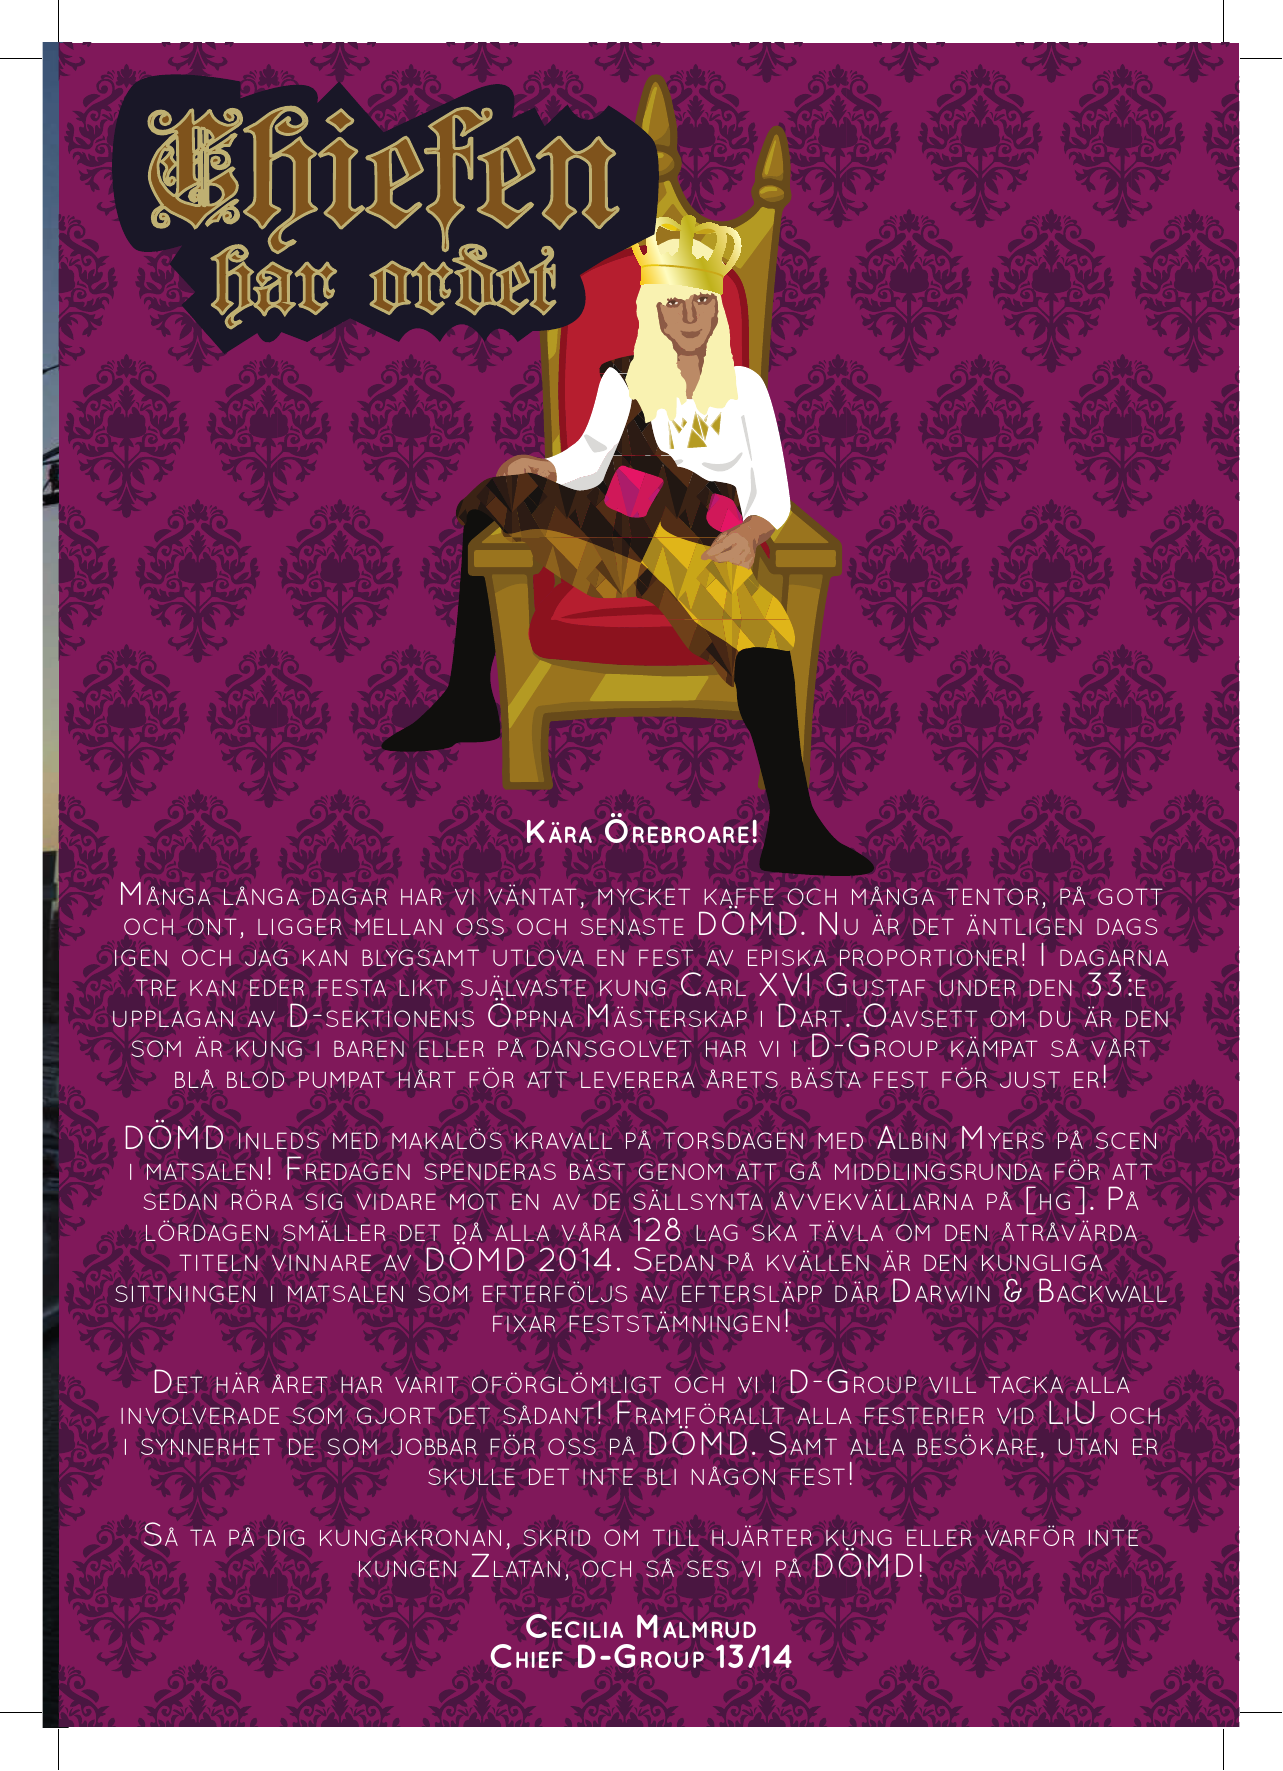 Chiefen
har ordet
Kära Örebroare!
Många långa dagar har vi väntat, mycket kaffe och många tentor, på gott
och ont, ligger mellan oss och senaste DÖMD. Nu är det äntligen dags
igen och jag kan blygsamt utlova en fest av episka proportioner! I dagarna
tre kan eder festa likt självaste kung Carl XVI Gustaf under den 33:e
upplagan av D-sektionens Öppna Mästerskap i Dart. Oavsett om du är den
som är kung i baren eller på dansgolvet har vi i D-Group kämpat så vårt
blå blod pumpat hårt för att leverera årets bästa fest för just er!
DÖMD inleds med makalös kravall på torsdagen med Albin Myers på scen
i matsalen! Fredagen spenderas bäst genom att gå middlingsrunda för att
sedan röra sig vidare mot en av de sällsynta åvvekvällarna på [hg]. På
lördagen smäller det då alla våra 128 lag ska tävla om den åtråvärda
titeln vinnare av DÖMD 2014. Sedan på kvällen är den kungliga
sittningen i matsalen som efterföljs av eftersläpp där Darwin & Backwall
fixar feststämningen!
Det här året har varit oförglömligt och vi i D-Group vill tacka alla
involverade som gjort det sådant! Framförallt alla festerier vid LiU och
i synnerhet de som jobbar för oss på DÖMD. Samt alla besökare, utan er
skulle det inte bli någon fest!
Så ta på dig kungakronan, skrid om till hjärter kung eller varför inte
kungen Zlatan, och så ses vi på DÖMD!
Cecilia Malmrud
Chief D-Group 13/14